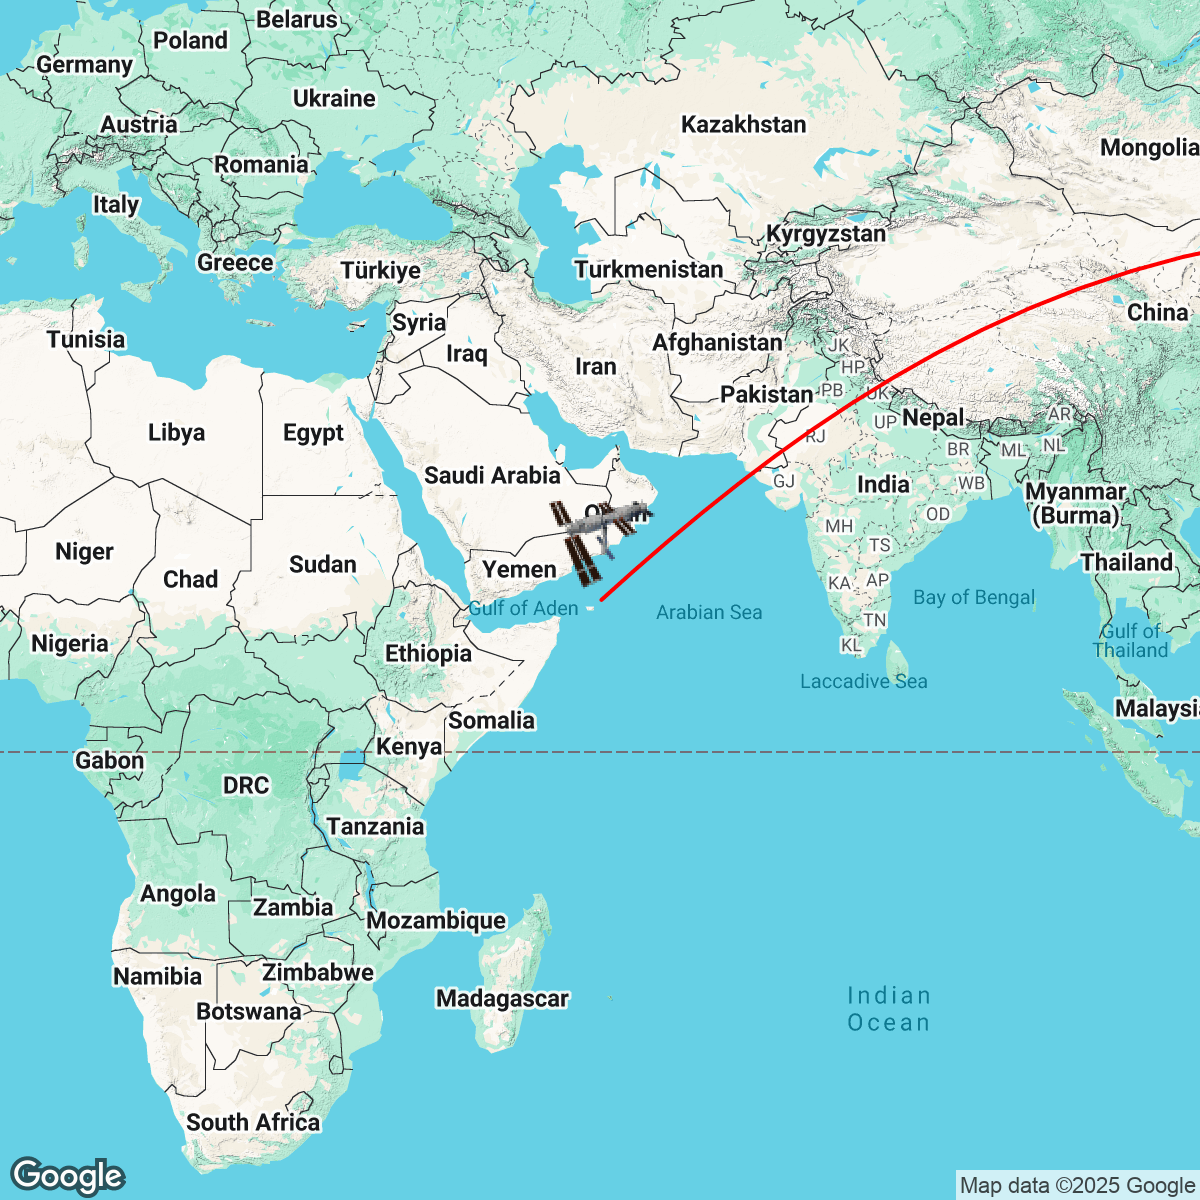 Belarus
Poland
Germany
Ukraine
Austria
Kazakhstan
Mongolia
Romania
Italy
Kyrgyzstan
Greece
Türkiye
Turkmenistan
Syria
Tunisia
Afghanistan
JK
China
Iraq
Iran
HP
Pakistan
PB
UK
Libya
Egypt
UP
Nepal
AR
RJ
BR
ML
NL
Saudi Arabia
GJ
India
WB
Myanmar
(Burma)
OD
MH
Niger
Sudan
TS
Thailand
Chad
Yemen
KA
AP
Gulf of Aden
Arabian Sea
Bay of Bengal
TN
Nigeria
Ethiopia
KL
Gulf of
Thailand
Laccadive Sea
Somalia
Malaysia
Kenya
Gabon
DRC
Tanzania
Angola
Zambia
Mozambique
Namibia
Zimbabwe
Madagascar
Indian
Ocean
Botswana
South Africa
Google
Map data ©2025 Google